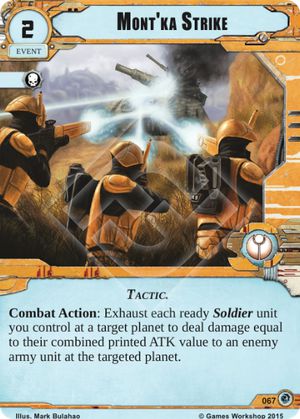 MONT'KA STRIKE
2
EVENT
TACTIC.
Combat Action: Exhaust each ready Soldier unit
you control at a target planet to deal damage equal
to their combined printed ATK value to an enemy
army unit at the targeted planet.
067
Illus. Mark Bulahao
© Games Workshop 2015